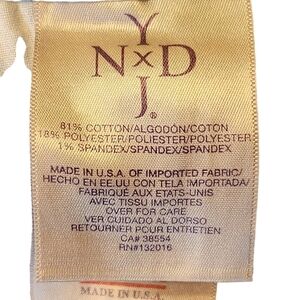 Y
N×D
J®
81% COTTON/ALGODÓN/COTON
18% POLYESTER/POLIESTER/POLYESTER
1% SPANDEX/SPANDEX/SPANDEX
MADE IN U.S.A. OF IMPORTED FABRIC/
HECHO EN EE.UU CON TELA IMPORTADA/
FABRIQUÉ AUX ETATS-UNIS
AVEC TISSU IMPORTES
OVER FOR CARE
VER CUIDADO AL DORSO
RETOURNER POUR ENTRETIEN
CA# 38554
RN#132016
MADE IN U.S.A.